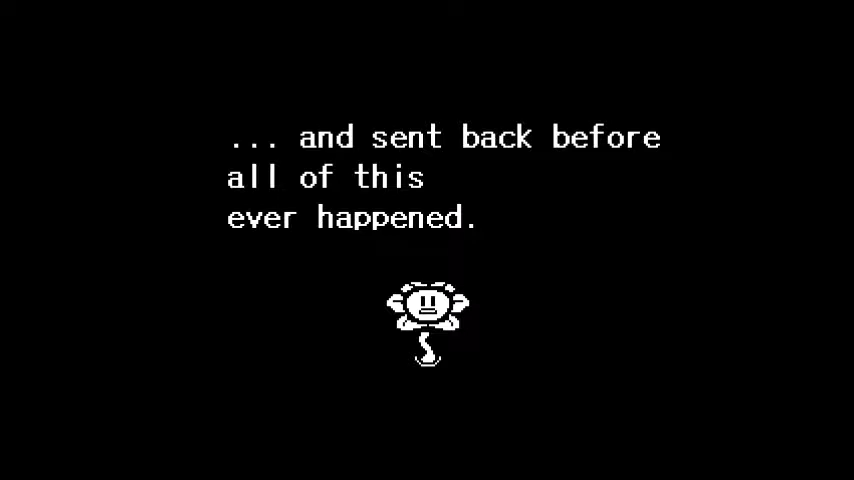 ... and sent back before
all of this
ever happened.